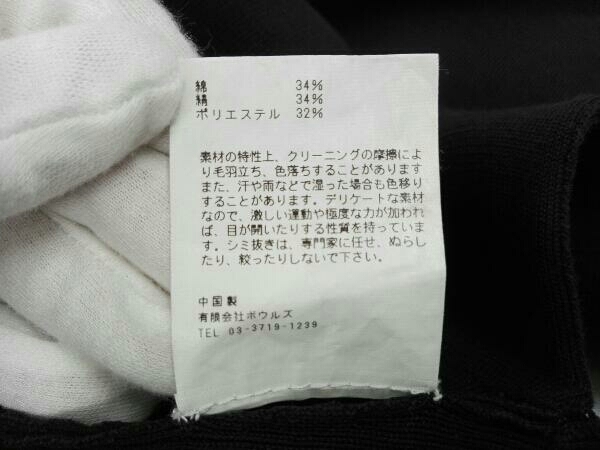 綿 34%
絹 34%
ポリエステル 32%
素材の特性上、クリーニングの摩擦によ
り毛羽立ち、色落ちすることがあります
また、汗や雨などで湿った場合も色移り
することがあります。デリケートな素材
なので、激しい運動や極度な力が加われ
ば、目が開いたりする性質を持っていま
す。シミ抜きは、専門家に任せ、ぬらし
たり、絞ったりしないで下さい。
中国製
有限会社ボウルズ
TEL 03-3719-1239